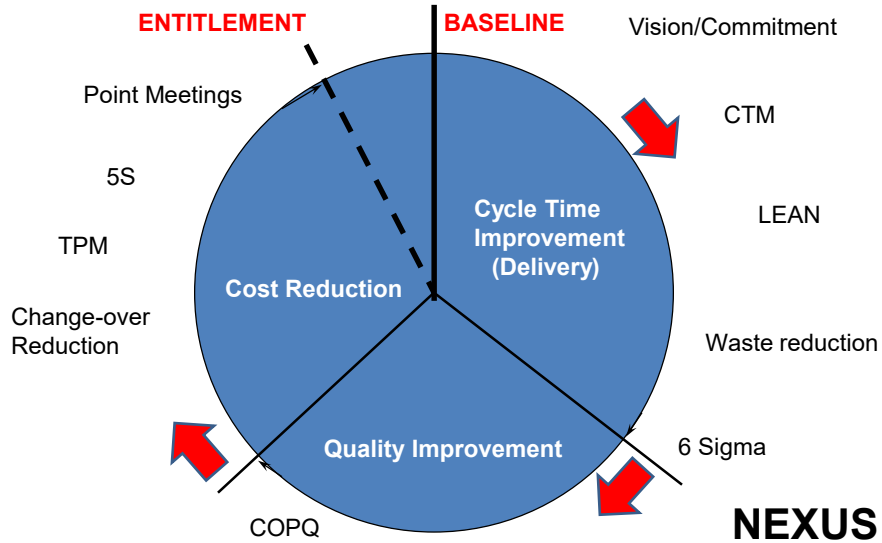 ENTITLEMENT
BASELINE
Vision/Commitment
Point Meetings
CTM
5S
LEAN
Cycle Time
Improvement
(Delivery)
TPM
Cost Reduction
Change-over
Reduction
Waste reduction
Quality Improvement
6 Sigma
COPQ
NEXUS